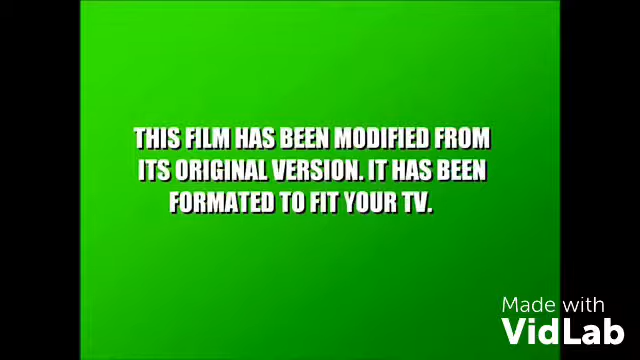 THIS FILM HAS BEEN MODIFIED FROM
ITS ORIGINAL VERSION. IT HAS BEEN
FORMATED TO FIT YOUR TV.
Made with
VidLab